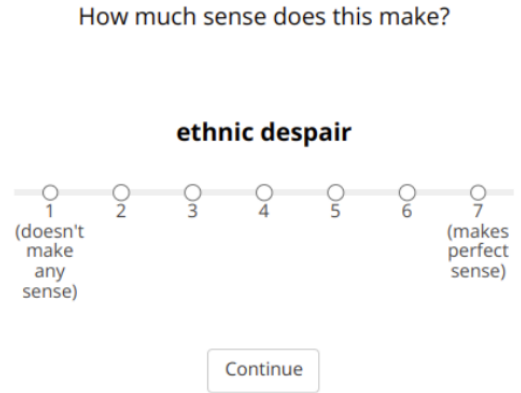 How much sense does this make?
ethnic despair
1 2 3 4 5 6 7
(doesn't make any sense) (makes perfect sense)
Continue